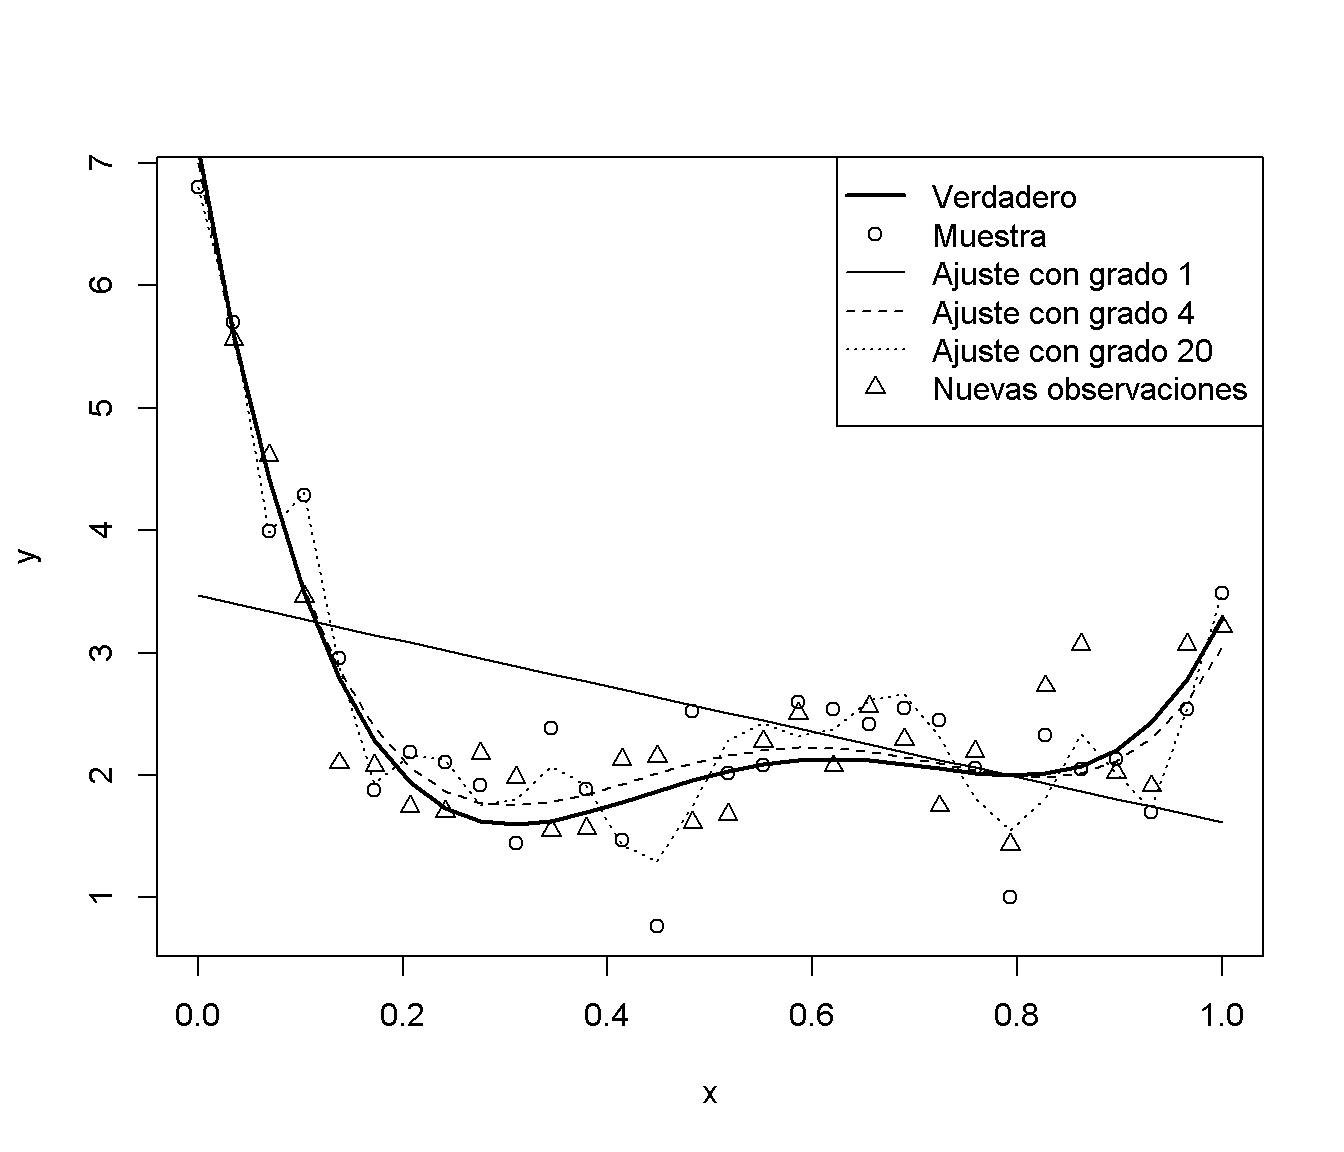 Verdadero
Muestra
Ajuste con grado 1
Ajuste con grado 4
Ajuste con grado 20
Nuevas observaciones
7
6
5
4
3
2
1
y
0.0 0.2 0.4 0.6 0.8 1.0
x